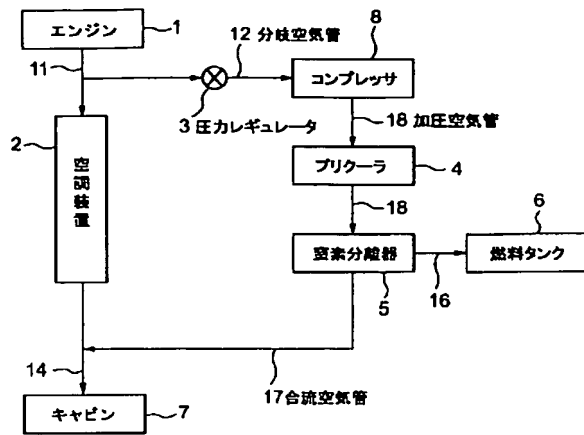 エンジン
1
11
12 分岐空気管
3 圧力レギュレータ
8
コンプレッサ
18 加圧空気管
2
空調装置
プリクーラ
4
18
窒素分離器
5
16
6
燃料タンク
17合流空気管
14
キャビン
7